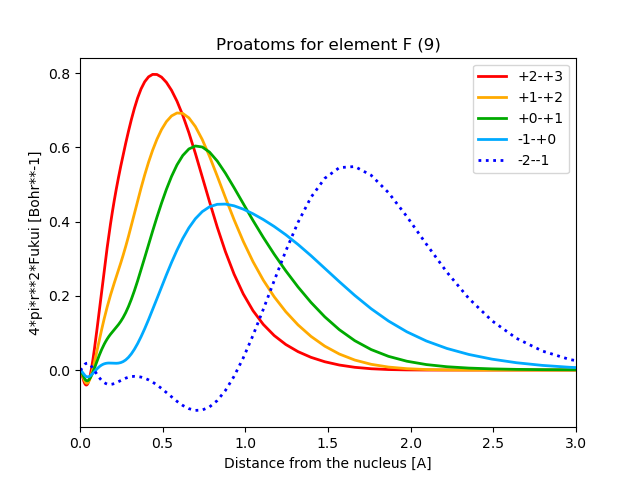 Proatoms for element F (9)
4*pi*r**2*Fukui [Bohr**-1]
0.8
0.6
0.4
0.2
0.0
+2-+3
+1-+2
+0-+1
-1-+0
-2--1
0.0 0.5 1.0 1.5 2.0 2.5 3.0
Distance from the nucleus [A]